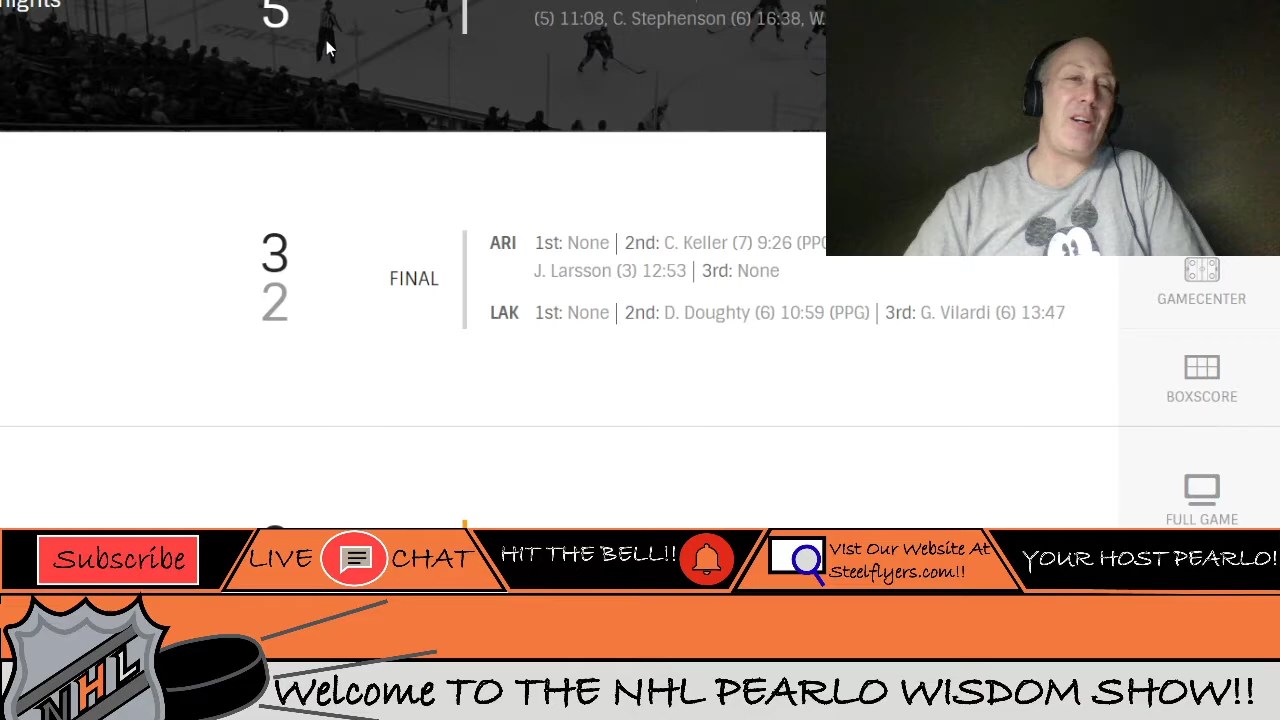 nights
5
(5) 11:08, C. Stephenson (6) 16:38, W.
3
2
FINAL
ARI 1st: None | 2nd: C. Keller (7) 9:26 (PPG
J. Larsson (3) 12:53 | 3rd: None
LAK 1st: None | 2nd: D. Doughty (6) 10:59 (PPG) | 3rd: G. Vilardi (6) 13:47
GAMECENTER
BOXSCORE
FULL GAME
Subscribe
LIVE CHAT
HIT THE BELL!!
VIst Our Website At
Steelflyers.com!!
YOUR HOST PEARLO!
NHL
Welcome TO THE NHL PEARLO WISDOM SHOW!!